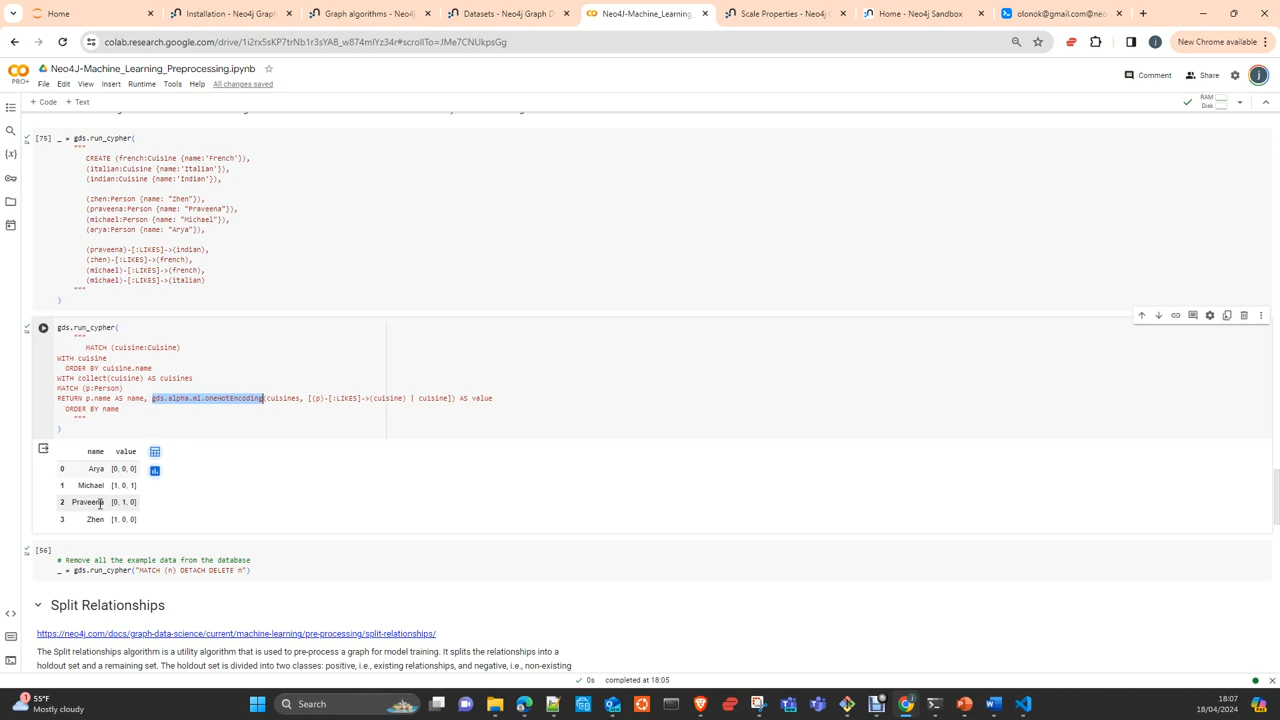 Home
Installation - Neo4j Graph
Graph algorithms - Neo4j
Datasets - Neo4j Graph D
Neo4J-Machine_Learning_
Scale Properties - Neo4j G
Home - Neo4j Sandbox
olonok@gmail.com@neo
colab.research.google.com/drive/1i2rx5sKP7trNb1r3sYAB_w874mIYz34r#scrollTo=JMe7CNUkpsGg
New Chrome available
PRO+
Neo4J-Machine_Learning_Preprocessing.ipynb
File Edit View Insert Runtime Tools Help All changes saved
Comment
Share
+ Code + Text
RAM
Disk
[75] _ = gds.run_cypher(
"""
CREATE (french:Cuisine {name:'French'}),
(italian:Cuisine {name:'Italian'}),
(indian:Cuisine {name:'Indian'}),
(zhen:Person {name: "Zhen"}),
(praveena:Person {name: "Praveena"}),
(michael:Person {name: "Michael"}),
(arya:Person {name: "Arya"}),
(praveena)-[:LIKES]->(indian),
(zhen)-[:LIKES]->(french),
(michael)-[:LIKES]->(french),
(michael)-[:LIKES]->(italian)
"""
)
gds.run_cypher(
"""
MATCH (cuisine:Cuisine)
WITH cuisine
ORDER BY cuisine.name
WITH collect(cuisine) AS cuisines
MATCH (p:Person)
RETURN p.name AS name, gds.alpha.ml.oneHotEncoding(cuisines, [(p)-[:LIKES]->(cuisine) | cuisine]) AS value
ORDER BY name
"""
)
name value
0 Arya [0, 0, 0]
1 Michael [1, 0, 1]
2 Praveena [0, 1, 0]
3 Zhen [1, 0, 0]
[56]
# Remove all the example data from the database
_ = gds.run_cypher("MATCH (n) DETACH DELETE n")
Split Relationships
https://neo4j.com/docs/graph-data-science/current/machine-learning/pre-processing/split-relationships/
The Split relationships algorithm is a utility algorithm that is used to pre-process a graph for model training. It splits the relationships into a
holdout set and a remaining set. The holdout set is divided into two classes: positive, i.e., existing relationships, and negative, i.e., non-existing
0s completed at 18:05
55°F
Mostly cloudy
Search
18:07
18/04/2024